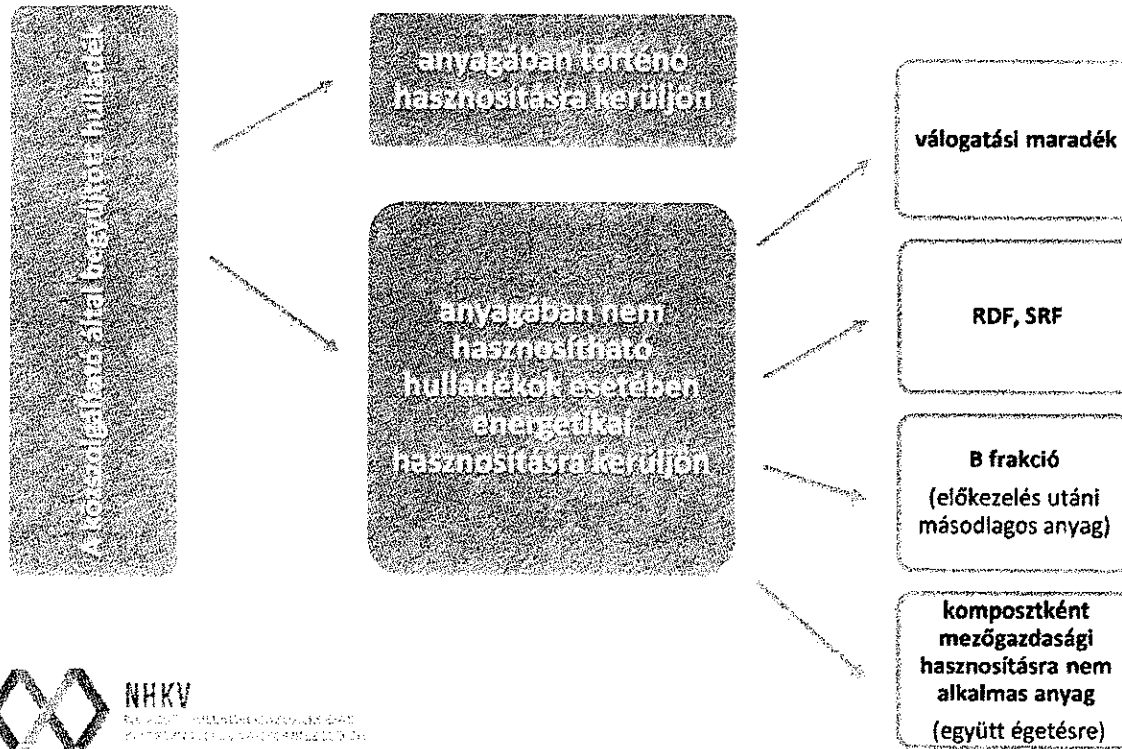 A közszolgáltató által begyűjtött hulladék
anyagában történő
hasznosításra kerüljön
anyagában nem
hasznosítható
hulladékok esetében
energetikai
hasznosításra kerüljön
válogatási maradék
RDF, SRF
B frakció
(előkezelés utáni
másodlagos anyag)
komposztként
mezőgazdasági
hasznosításra nem
alkalmas anyag
(együtt égetésre)
NHKV